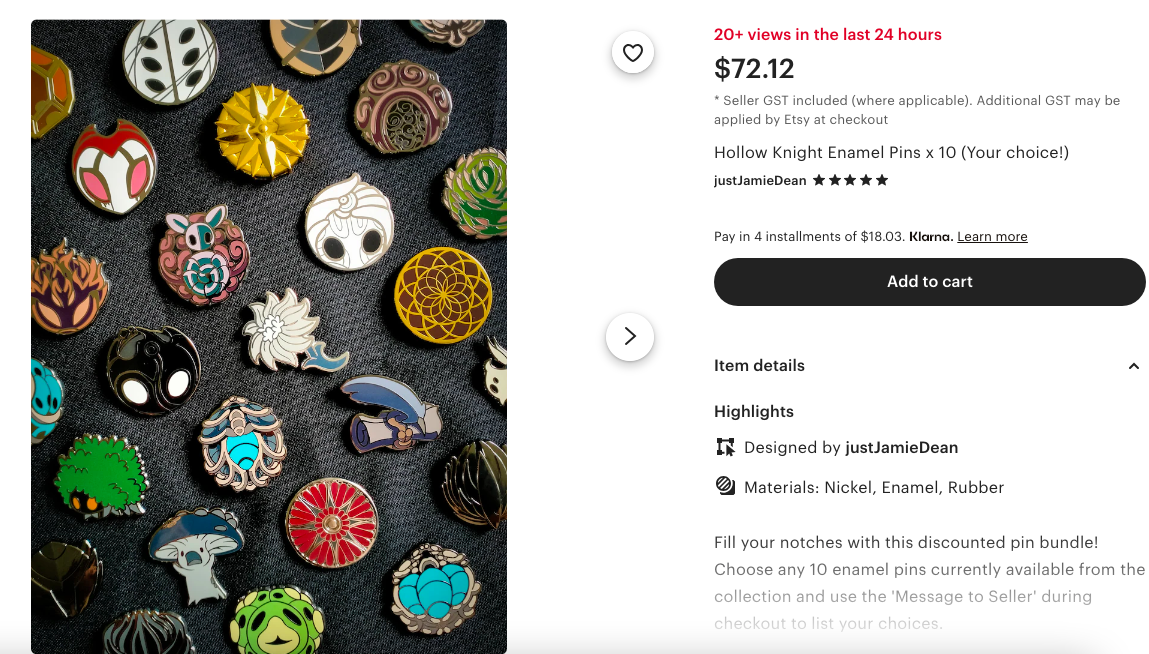 20+ views in the last 24 hours
$72.12
* Seller GST included (where applicable). Additional GST may be
applied by Etsy at checkout
Hollow Knight Enamel Pins x 10 (Your choice!)
justJamieDean ★★★★★
Pay in 4 installments of $18.03. Klarna. Learn more
Add to cart
Item details
Highlights
Designed by justJamieDean
Materials: Nickel, Enamel, Rubber
Fill your notches with this discounted pin bundle!
Choose any 10 enamel pins currently available from the
collection and use the 'Message to Seller' during
checkout to list your choices.